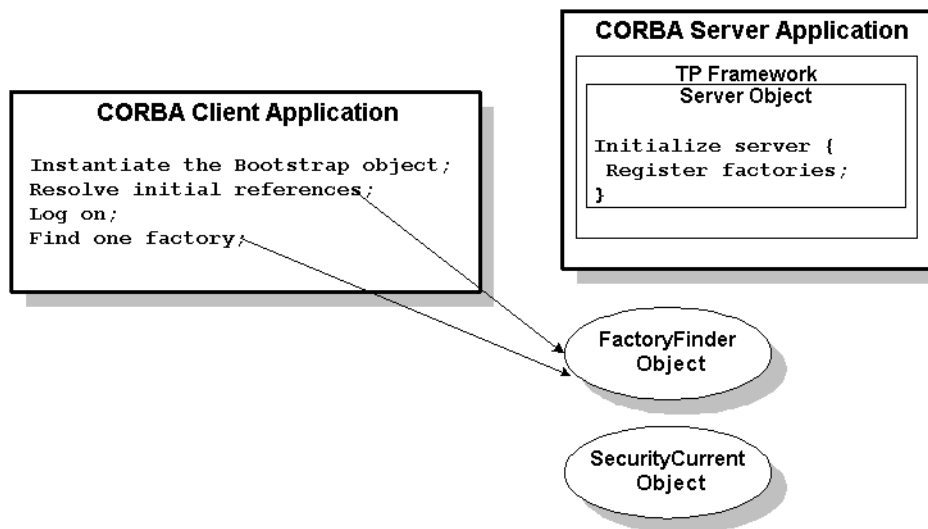 CORBA Client Application
Instantiate the Bootstrap object;
Resolve initial references;
Log on;
Find one factory;
CORBA Server Application
TP Framework
Server Object
Initialize server {
Register factories;
}
FactoryFinder
Object
SecurityCurrent
Object